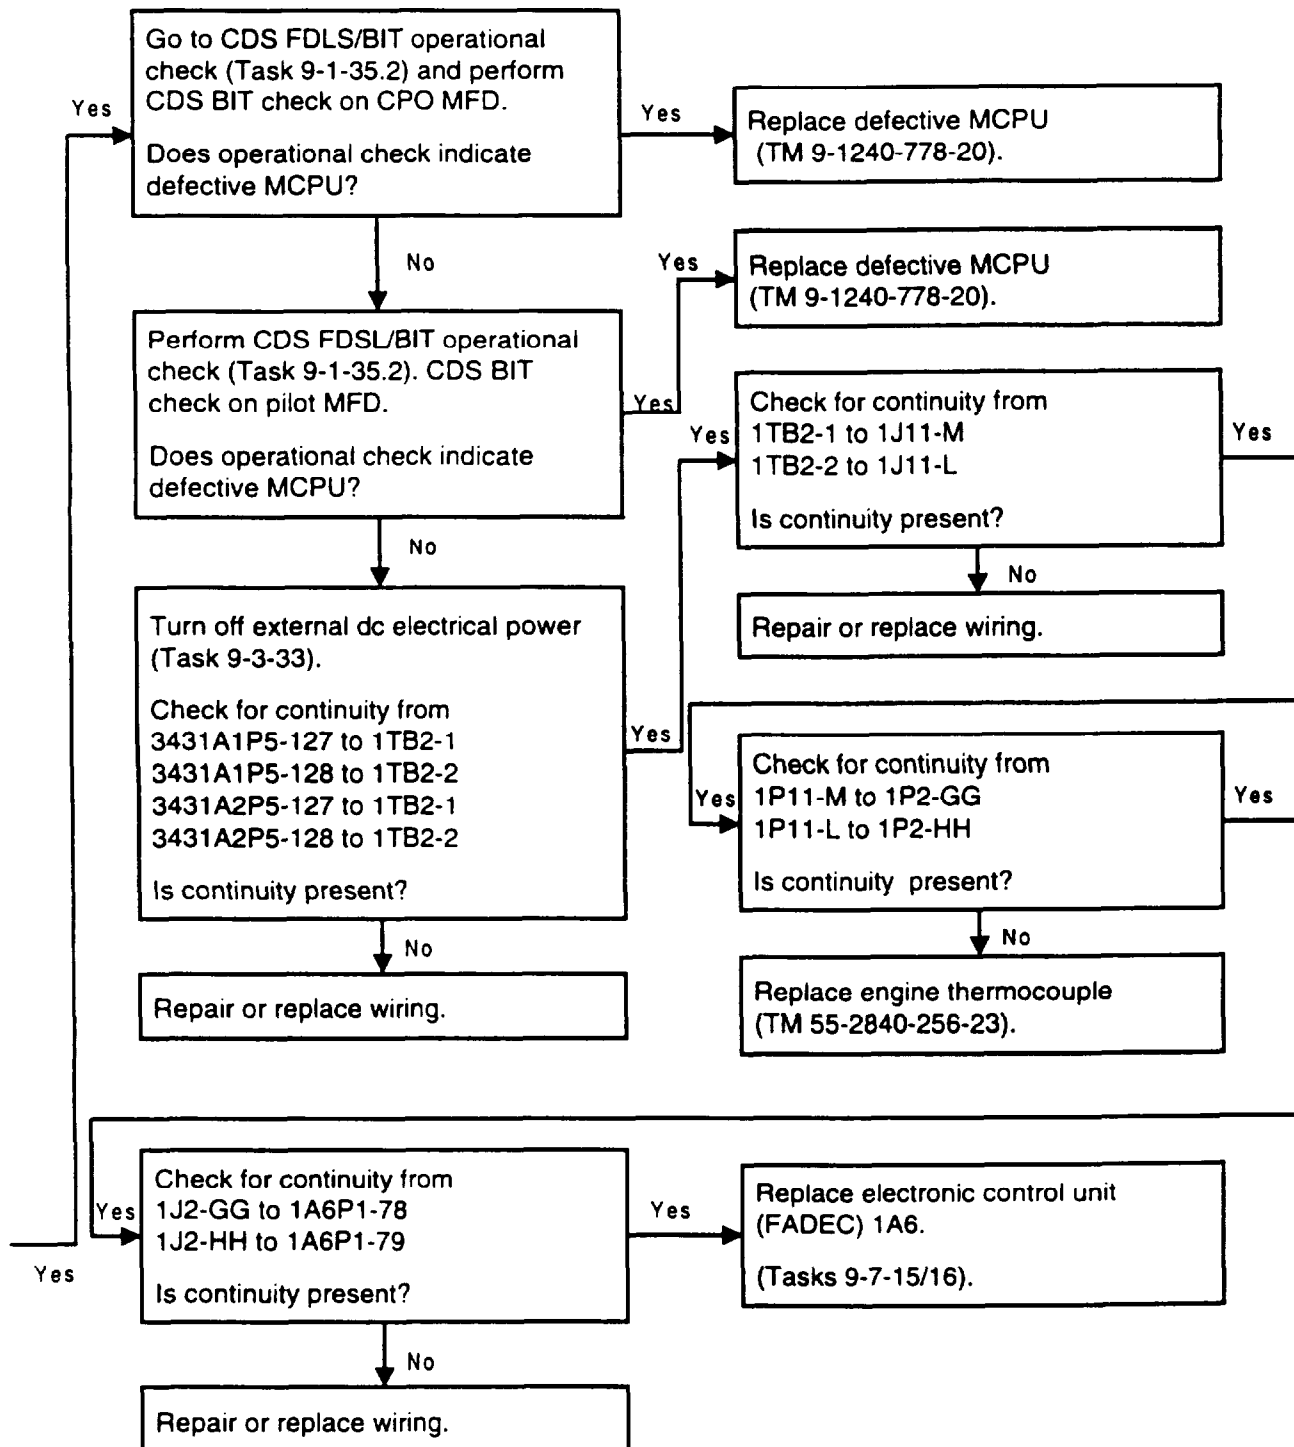 Go to CDS FDLS/BIT operational
check (Task 9-1-35.2) and perform
CDS BIT check on CPO MFD.
Does operational check indicate
defective MCPU?
Yes
Yes
Replace defective MCPU
(TM 9-1240-778-20).
No
Perform CDS FDSL/BIT operational
check (Task 9-1-35.2). CDS BIT
check on pilot MFD.
Does operational check indicate
defective MCPU?
Yes
Yes
Replace defective MCPU
(TM 9-1240-778-20).
No
Turn off external dc electrical power
(Task 9-3-33).
Check for continuity from
3431A1P5-127 to 1TB2-1
3431A1P5-128 to 1TB2-2
3431A2P5-127 to 1TB2-1
3431A2P5-128 to 1TB2-2
Is continuity present?
No
Repair or replace wiring.
Yes
Yes
Check for continuity from
1TB2-1 to 1J11-M
1TB2-2 to 1J11-L
Is continuity present?
Yes
No
Repair or replace wiring.
Yes
Check for continuity from
1P11-M to 1P2-GG
1P11-L to 1P2-HH
Is continuity present?
Yes
No
Replace engine thermocouple
(TM 55-2840-256-23).
Yes
Yes
Check for continuity from
1J2-GG to 1A6P1-78
1J2-HH to 1A6P1-79
Is continuity present?
Yes
Replace electronic control unit
(FADEC) 1A6.
(Tasks 9-7-15/16).
No
Repair or replace wiring.